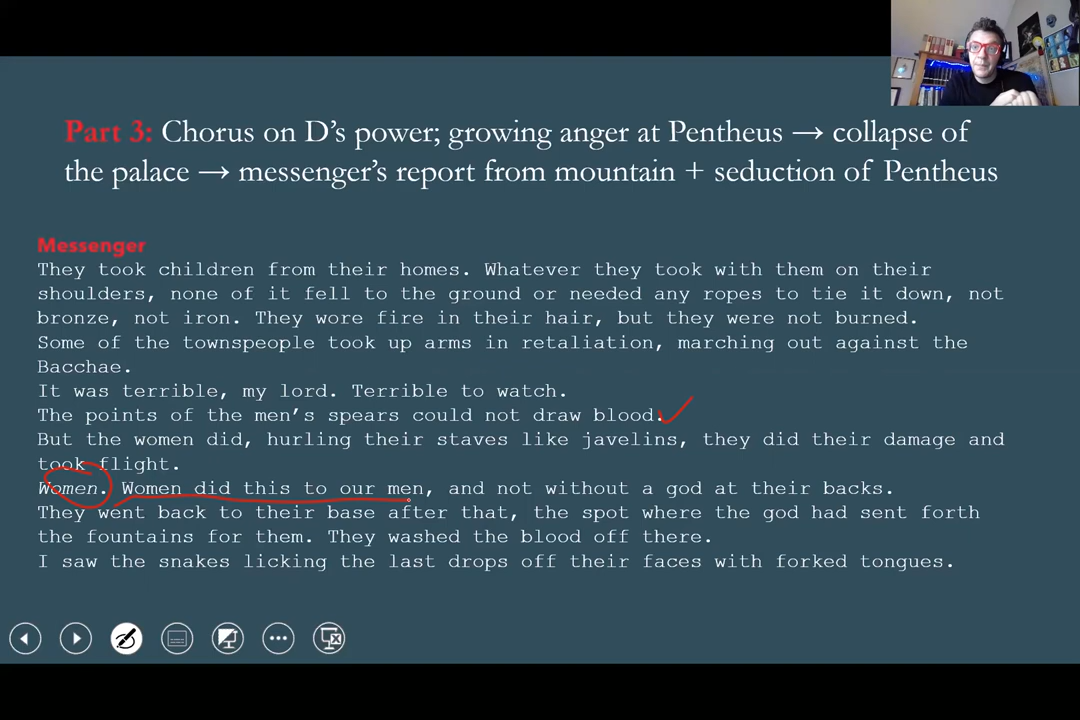 Part 3: Chorus on D’s power; growing anger at Pentheus → collapse of
the palace → messenger’s report from mountain + seduction of Pentheus
Messenger
They took children from their homes. Whatever they took with them on their
shoulders, none of it fell to the ground or needed any ropes to tie it down, not
bronze, not iron. They wore fire in their hair, but they were not burned.
Some of the townspeople took up arms in retaliation, marching out against the
Bacchae.
It was terrible, my lord. Terrible to watch.
The points of the men’s spears could not draw blood.
But the women did, hurling their staves like javelins, they did their damage and
took flight.
Women. Women did this to our men, and not without a god at their backs.
They went back to their base after that, the spot where the god had sent forth
the fountains for them. They washed the blood off there.
I saw the snakes licking the last drops off their faces with forked tongues.